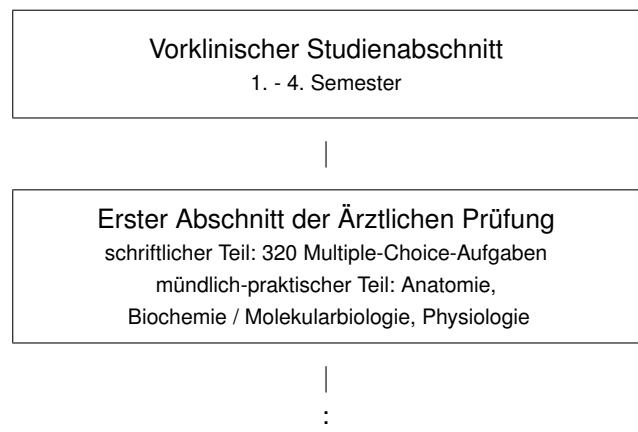 Vorklinischer Studienabschnitt
1. - 4. Semester
Erster Abschnitt der Ärztlichen Prüfung
schriftlicher Teil: 320 Multiple-Choice-Aufgaben
mündlich-praktischer Teil: Anatomie,
Biochemie / Molekularbiologie, Physiologie